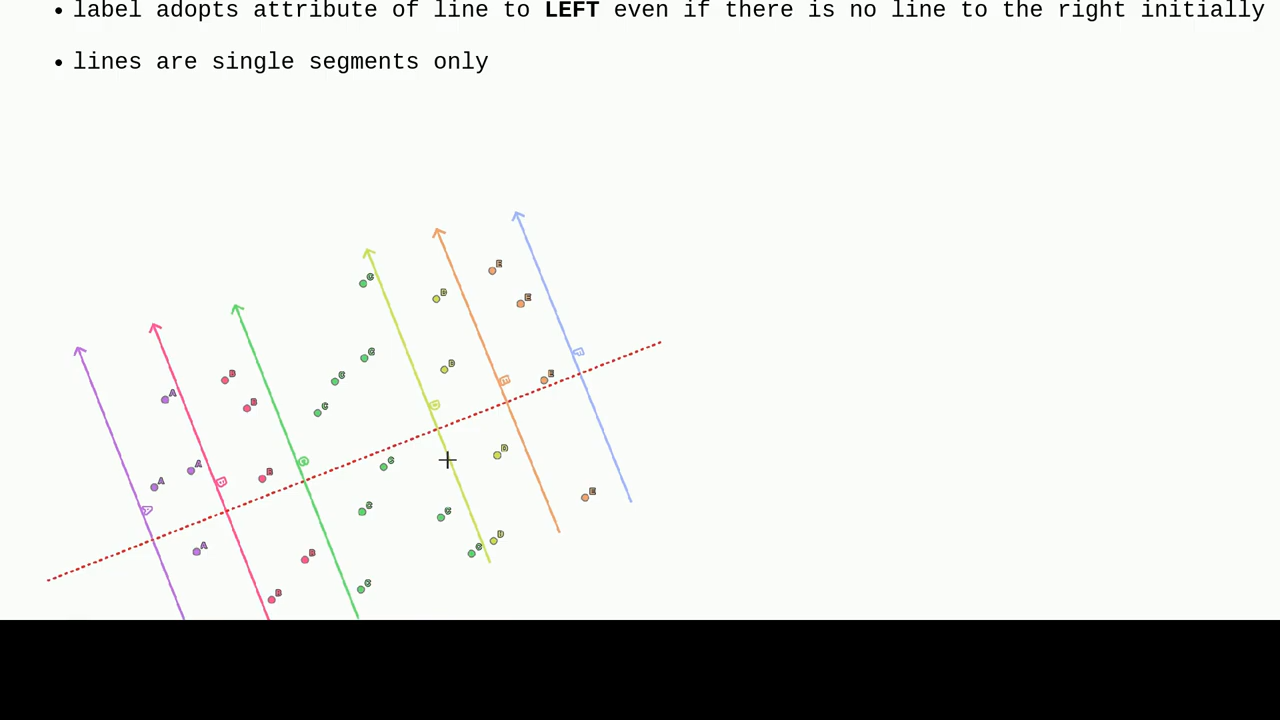 • label adopts attribute of line to LEFT even if there is no line to the right initially
• lines are single segments only
C
E
D
E
C
D
B
C
E
A
B
C
E
D
C
D
A
B
C
B
A
A
D
E
A
C
C
D
A
B
C
C
B